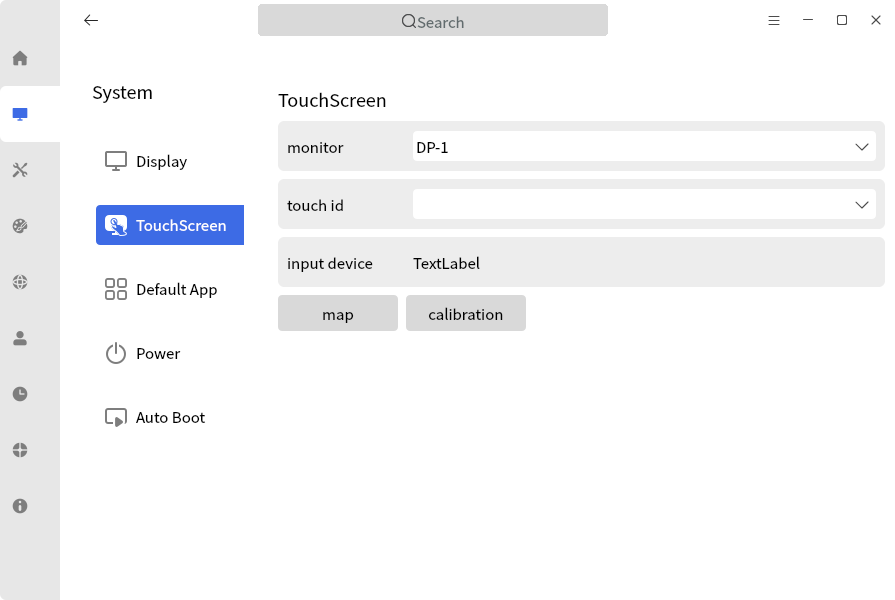 Search
System
Display
TouchScreen
Default App
Power
Auto Boot
TouchScreen
monitor DP-1
touch id
input device TextLabel
map calibration